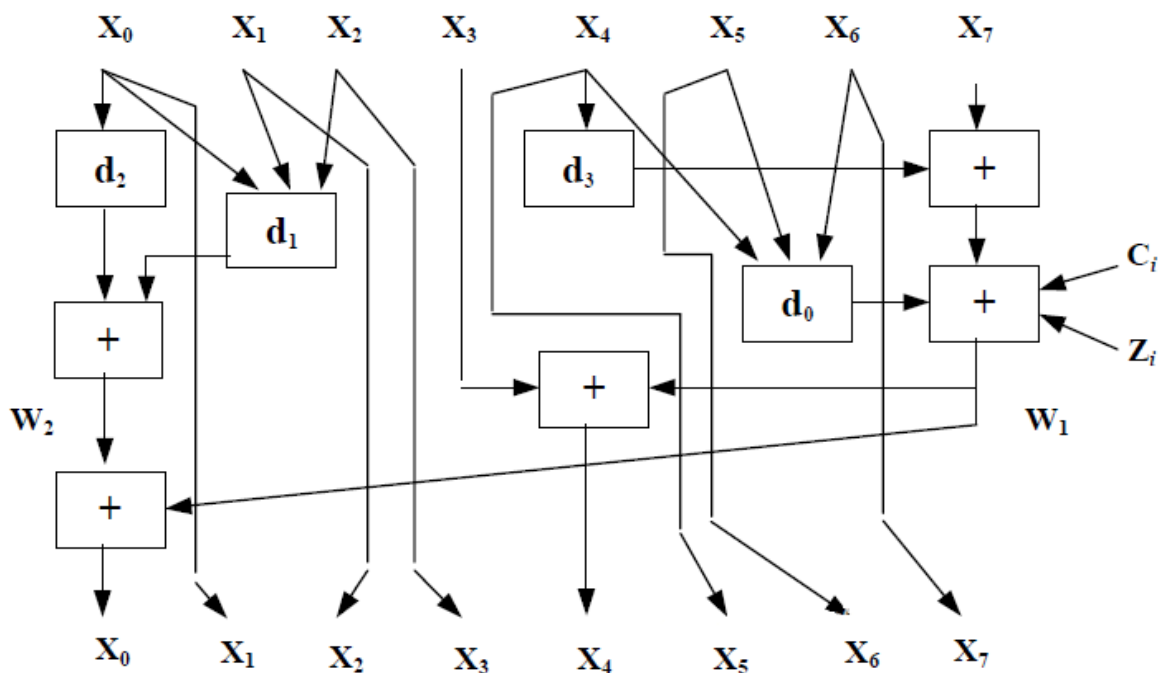 X₀ X₁ X₂ X₃ X₄ X₅ X₆ X₇
d₂ d₃ +
d₁
d₀ + Cᵢ
+ Zᵢ
+
W₂ W₁
+
X₀ X₁ X₂ X₃ X₄ X₅ X₆ X₇